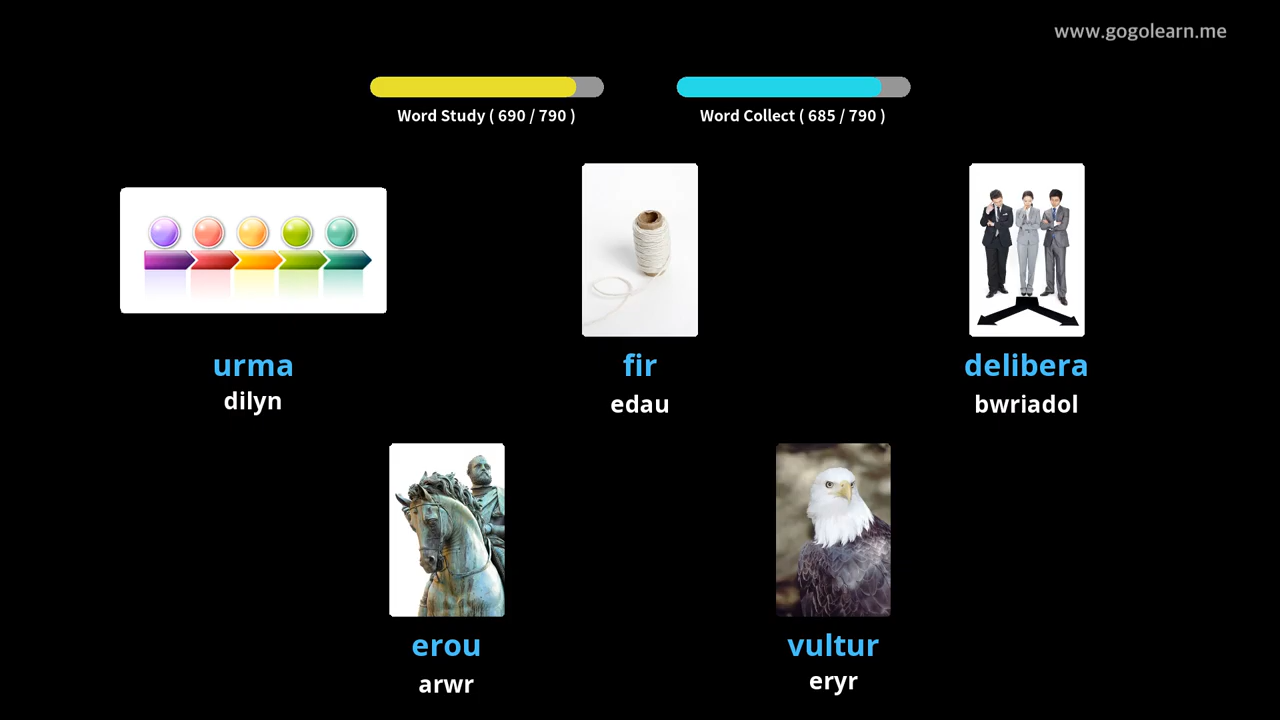 www.gogolearn.me
Word Study ( 690 / 790 )
Word Collect ( 685 / 790 )
urma
dilyn
fir
edau
delibera
bwriadol
erou
arwr
vultur
eryr